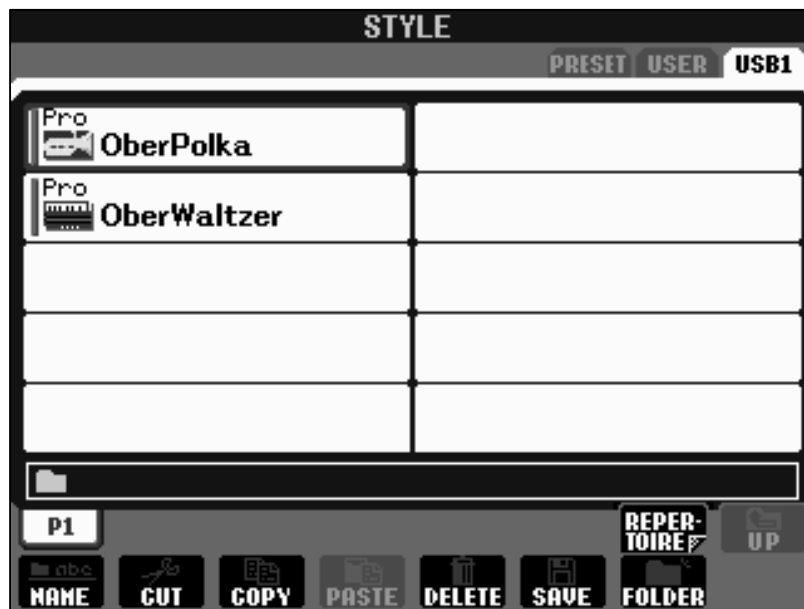 STYLE
PRESET USER USB1
Pro
OberPolka
Pro
OberWaltzer
P1
REPER-
TOIRE
UP
abc
NAME CUT COPY PASTE DELETE SAVE FOLDER